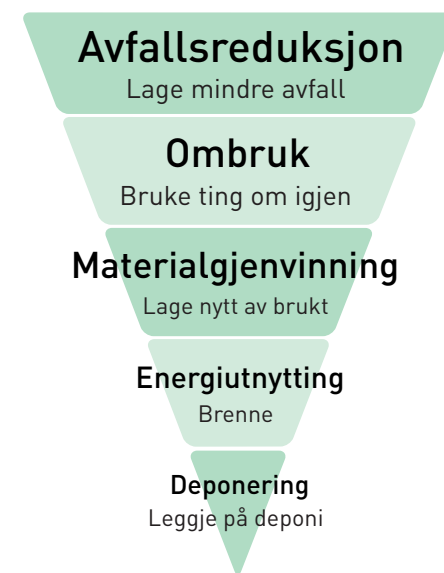 Avfallsreduksjon
Lage mindre avfall
Ombruk
Bruke ting om igjen
Materialgjenvinning
Lage nytt av brukt
Energiutnytting
Brenne
Deponering
Leggje på deponi